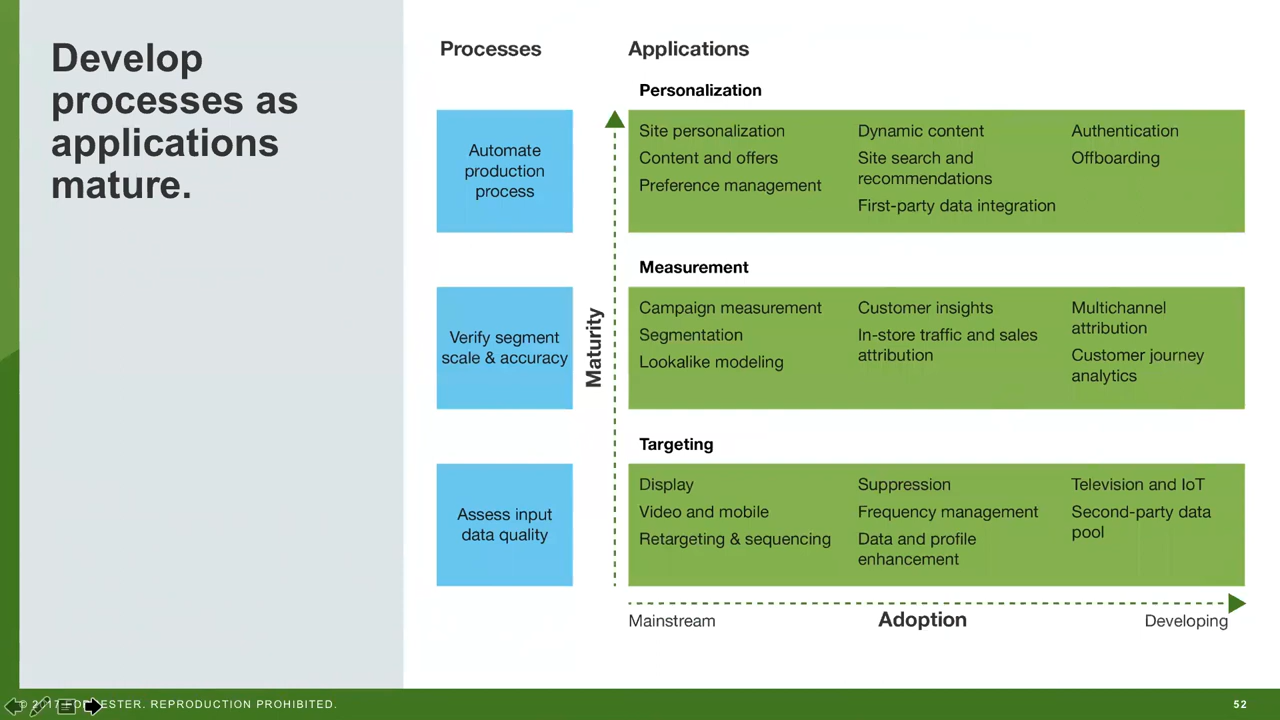 Develop
processes as
applications
mature.
Processes
Applications
Personalization
Automate
production
process
Site personalization
Content and offers
Preference management
Dynamic content
Site search and
recommendations
First-party data integration
Authentication
Offboarding
Maturity
Measurement
Verify segment
scale & accuracy
Campaign measurement
Segmentation
Lookalike modeling
Customer insights
In-store traffic and sales
attribution
Multichannel
attribution
Customer journey
analytics
Targeting
Assess input
data quality
Display
Video and mobile
Retargeting & sequencing
Suppression
Frequency management
Data and profile
enhancement
Television and IoT
Second-party data
pool
Mainstream
Adoption
Developing
REPRODUCTION PROHIBITED.
52